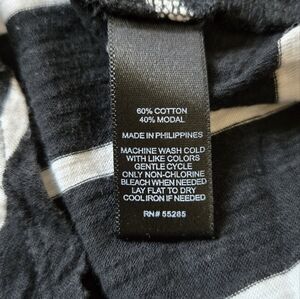 60% COTTON
40% MODAL
MADE IN PHILIPPINES
MACHINE WASH COLD
WITH LIKE COLORS
GENTLE CYCLE
ONLY NON-CHLORINE
BLEACH WHEN NEEDED
LAY FLAT TO DRY
COOL IRON IF NEEDED
RN# 55285